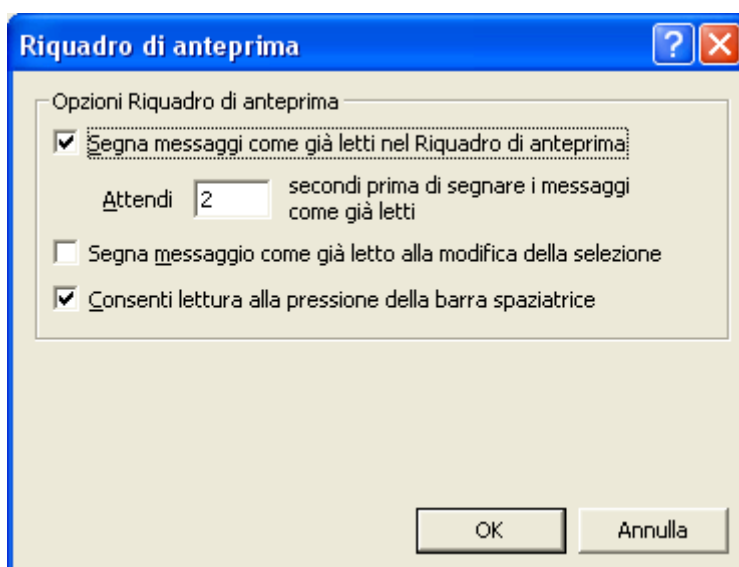 Riquadro di anteprima
Opzioni Riquadro di anteprima
Segna messaggi come già letti nel Riquadro di anteprima
Attendi 2 secondi prima di segnare i messaggi
come già letti
Segna messaggio come già letto alla modifica della selezione
Consenti lettura alla pressione della barra spaziatrice
OK Annulla